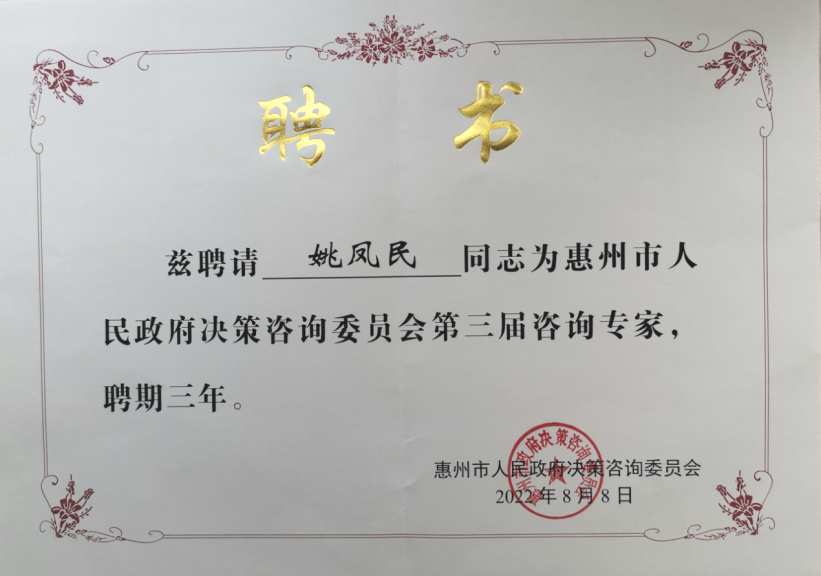 聘 书
兹聘请 姚凤民 同志为惠州市人
民政府决策咨询委员会第三届咨询专家，
聘期三年。
惠州市人民政府决策咨询委员会
2022年8月8日